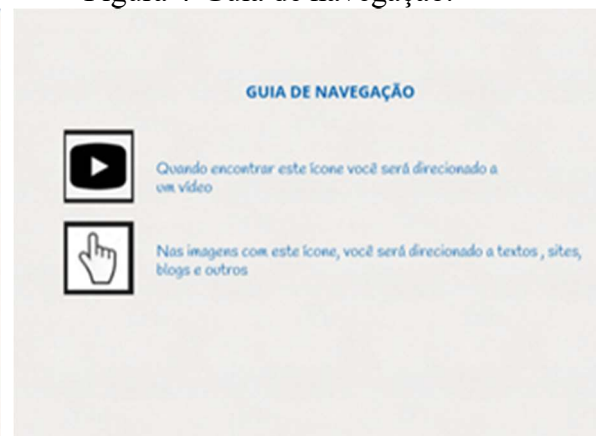 GUIA DE NAVEGAÇÃO
Quando encontrar este ícone você será direcionado a
um vídeo
Nas imagens com este ícone, você será direcionado a textos , sites,
blogs e outros